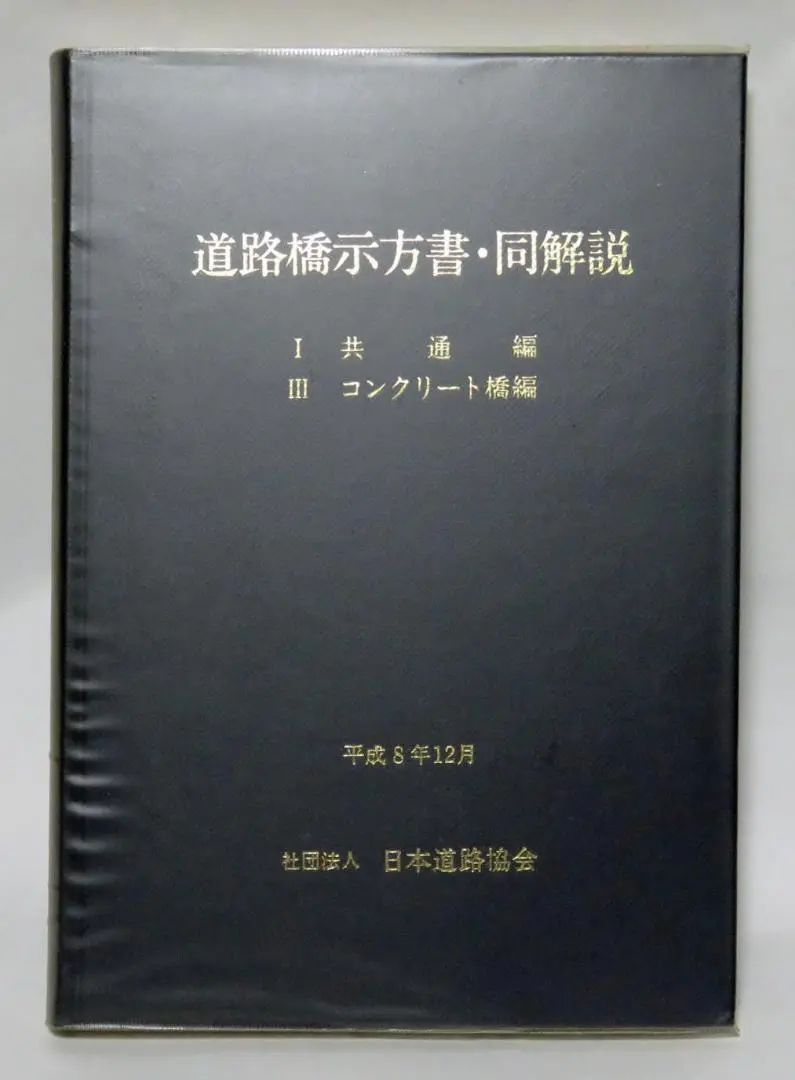 道路橋示方書・同解説
I 共通編
III コンクリート橋編
平成8年12月
社団法人 日本道路協会